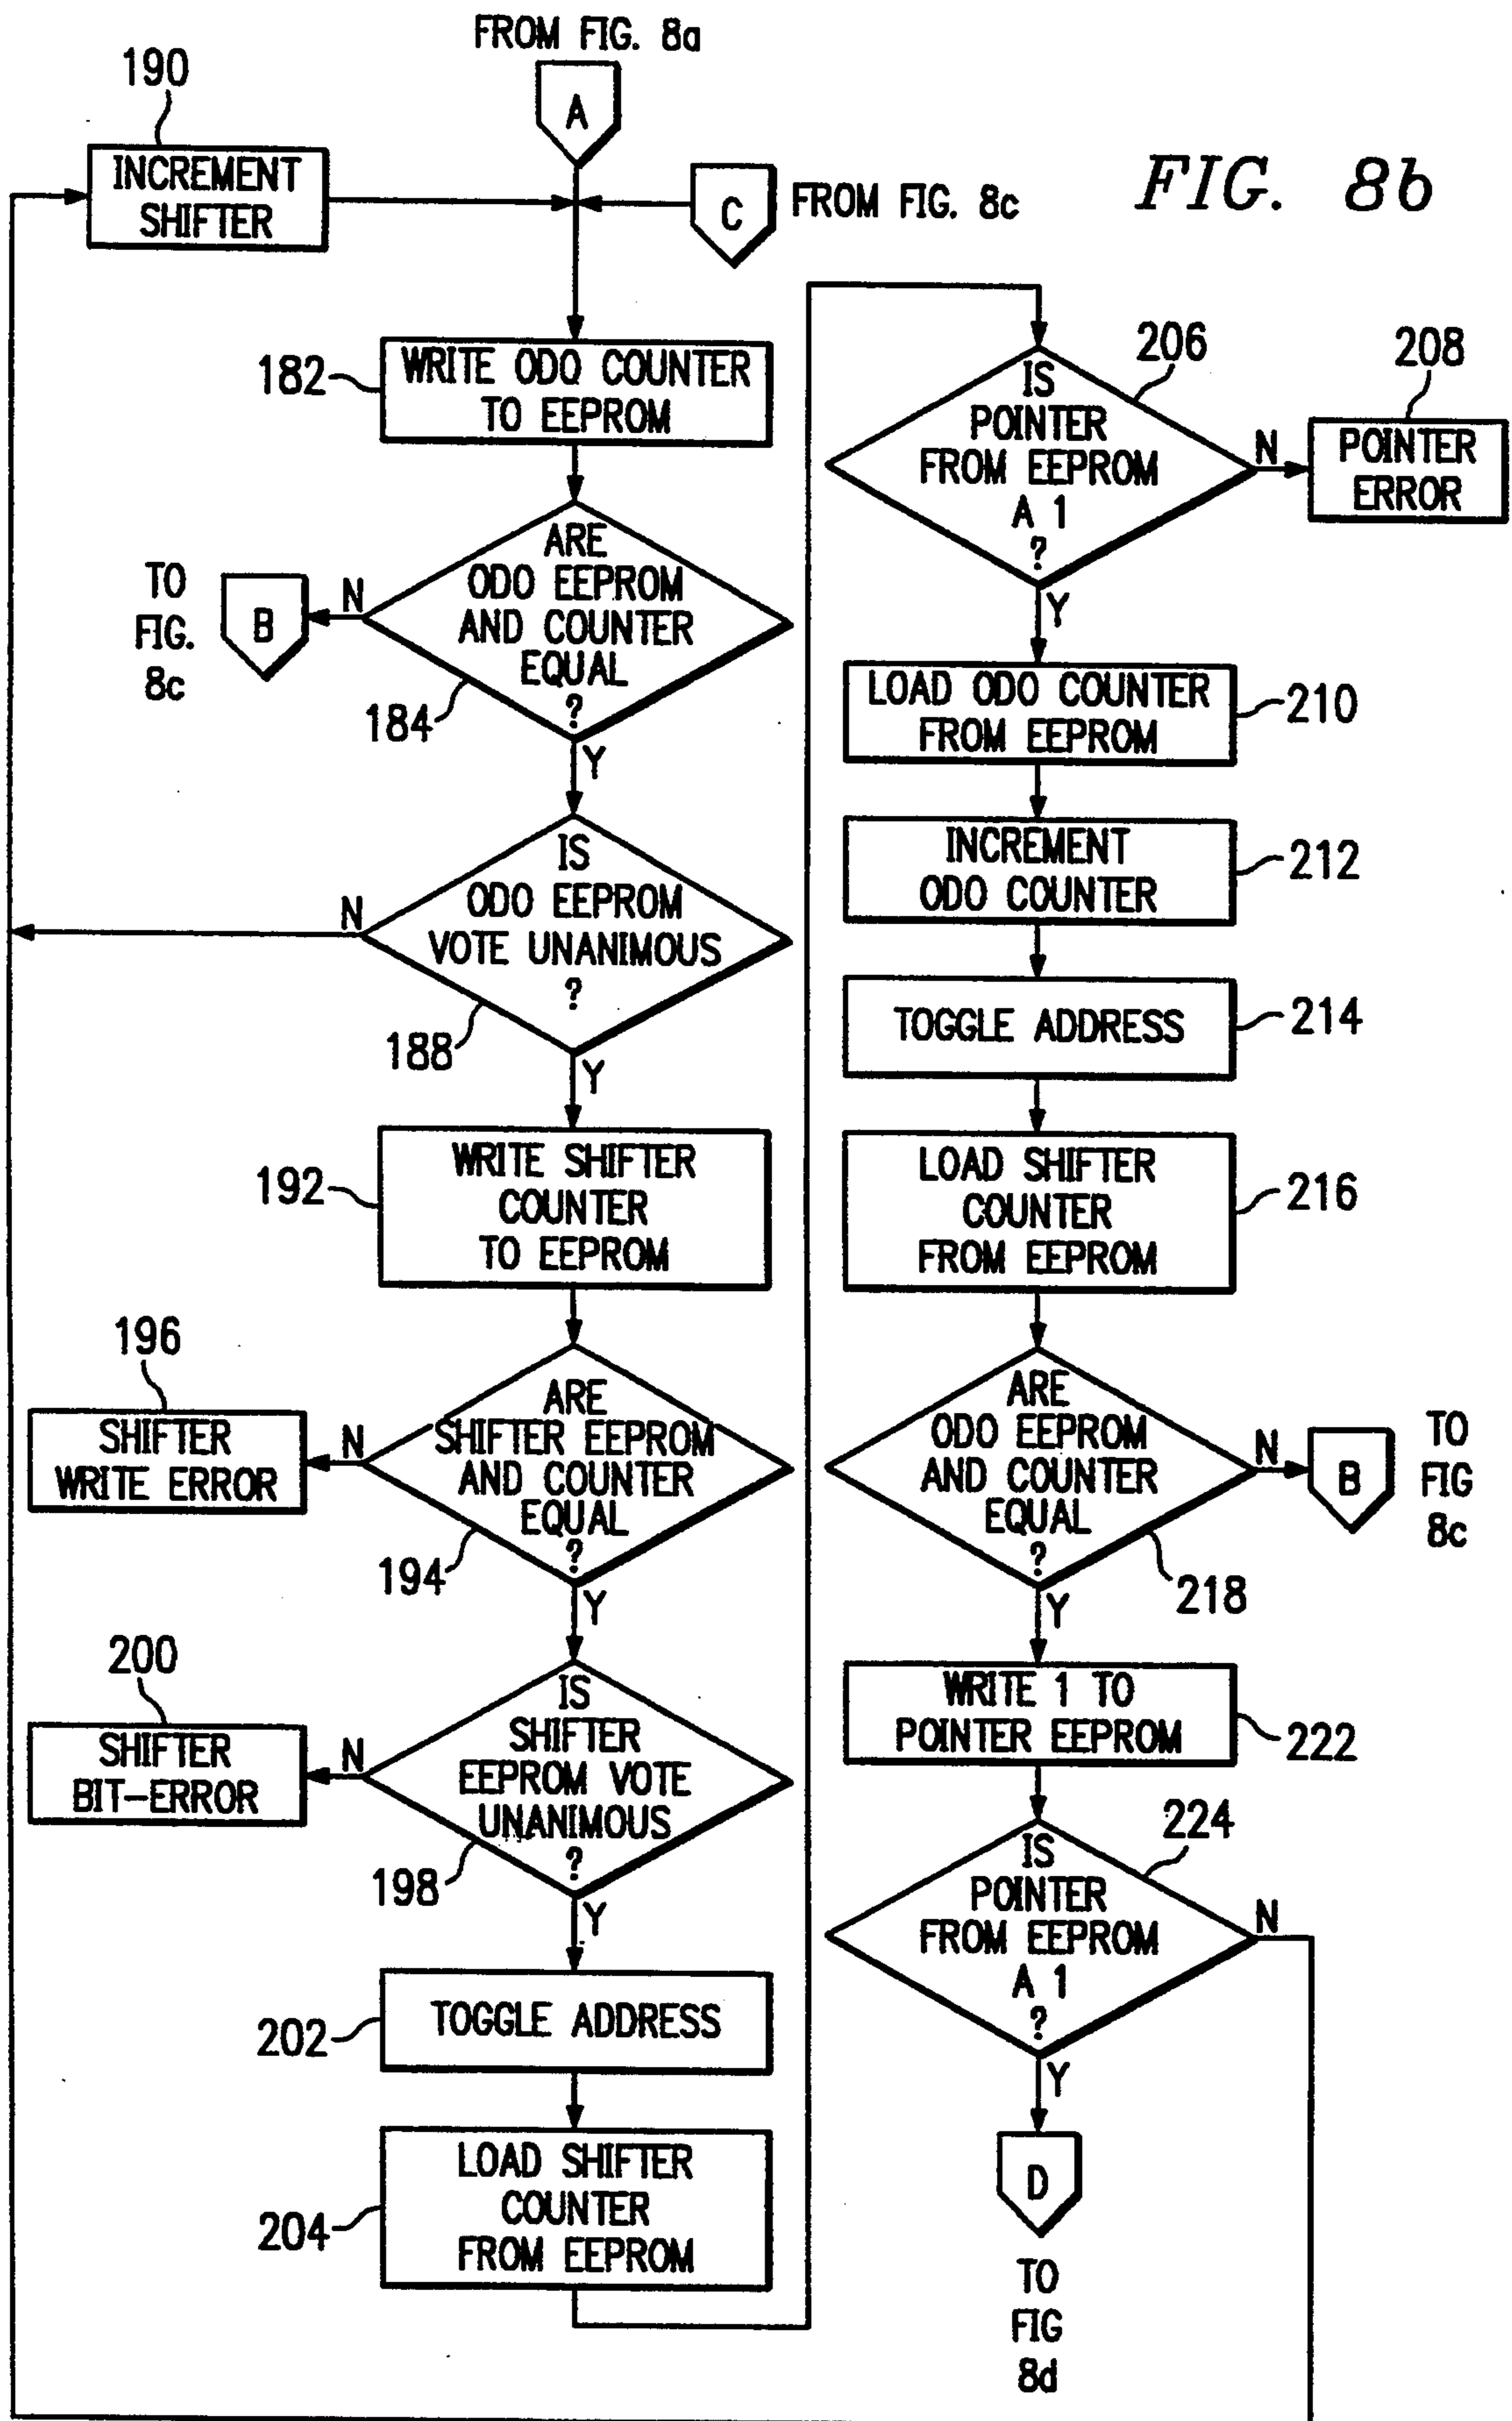 FROM FIG. 8a
A
190
INCREMENT
SHIFTER
C
FROM FIG. 8c
FIG. 8b
182
WRITE ODO COUNTER
TO EEPROM
ARE
ODO EEPROM
AND COUNTER
EQUAL
?
184
N
B
TO
FIG.
8c
Y
IS
ODO EEPROM
VOTE UNANIMOUS
?
188
N
Y
192
WRITE SHIFTER
COUNTER
TO EEPROM
ARE
SHIFTER EEPROM
AND COUNTER
EQUAL
?
194
N
196
SHIFTER
WRITE ERROR
Y
IS
SHIFTER
EEPROM VOTE
UNANIMOUS
?
198
N
200
SHIFTER
BIT-ERROR
Y
202
TOGGLE ADDRESS
204
LOAD SHIFTER
COUNTER
FROM EEPROM
206
IS
POINTER
FROM EEPROM
A 1
?
N
208
POINTER
ERROR
Y
LOAD ODO COUNTER
FROM EEPROM
210
INCREMENT
ODO COUNTER
212
TOGGLE ADDRESS
214
LOAD SHIFTER
COUNTER
FROM EEPROM
216
ARE
ODO EEPROM
AND COUNTER
EQUAL
?
218
N
B
TO
FIG
8c
Y
WRITE 1 TO
POINTER EEPROM
222
224
IS
POINTER
FROM EEPROM
A 1
?
N
Y
D
TO
FIG
8d